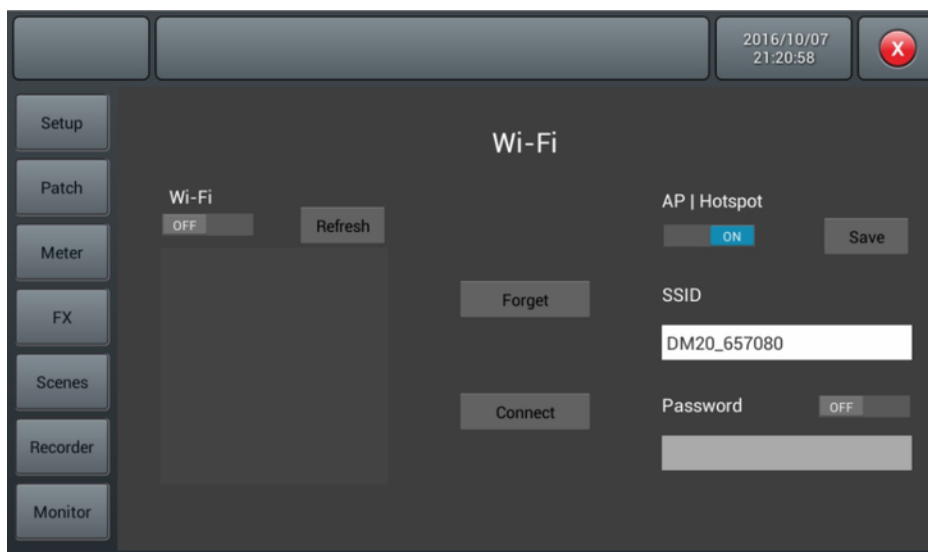 2016/10/07
21:20:58
X
Setup
Patch
Meter
FX
Scenes
Recorder
Monitor
Wi-Fi
Wi-Fi
OFF
Refresh
Forget
Connect
AP | Hotspot
ON
Save
SSID
DM20_657080
Password
OFF